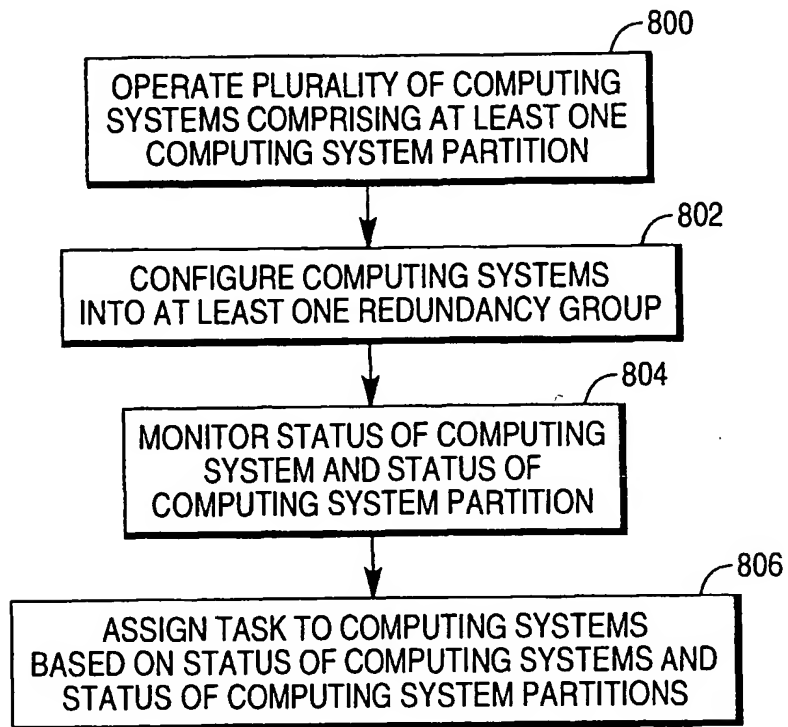 800
OPERATE PLURALITY OF COMPUTING
SYSTEMS COMPRISING AT LEAST ONE
COMPUTING SYSTEM PARTITION
802
CONFIGURE COMPUTING SYSTEMS
INTO AT LEAST ONE REDUNDANCY GROUP
804
MONITOR STATUS OF COMPUTING
SYSTEM AND STATUS OF
COMPUTING SYSTEM PARTITION
806
ASSIGN TASK TO COMPUTING SYSTEMS
BASED ON STATUS OF COMPUTING SYSTEMS AND
STATUS OF COMPUTING SYSTEM PARTITIONS